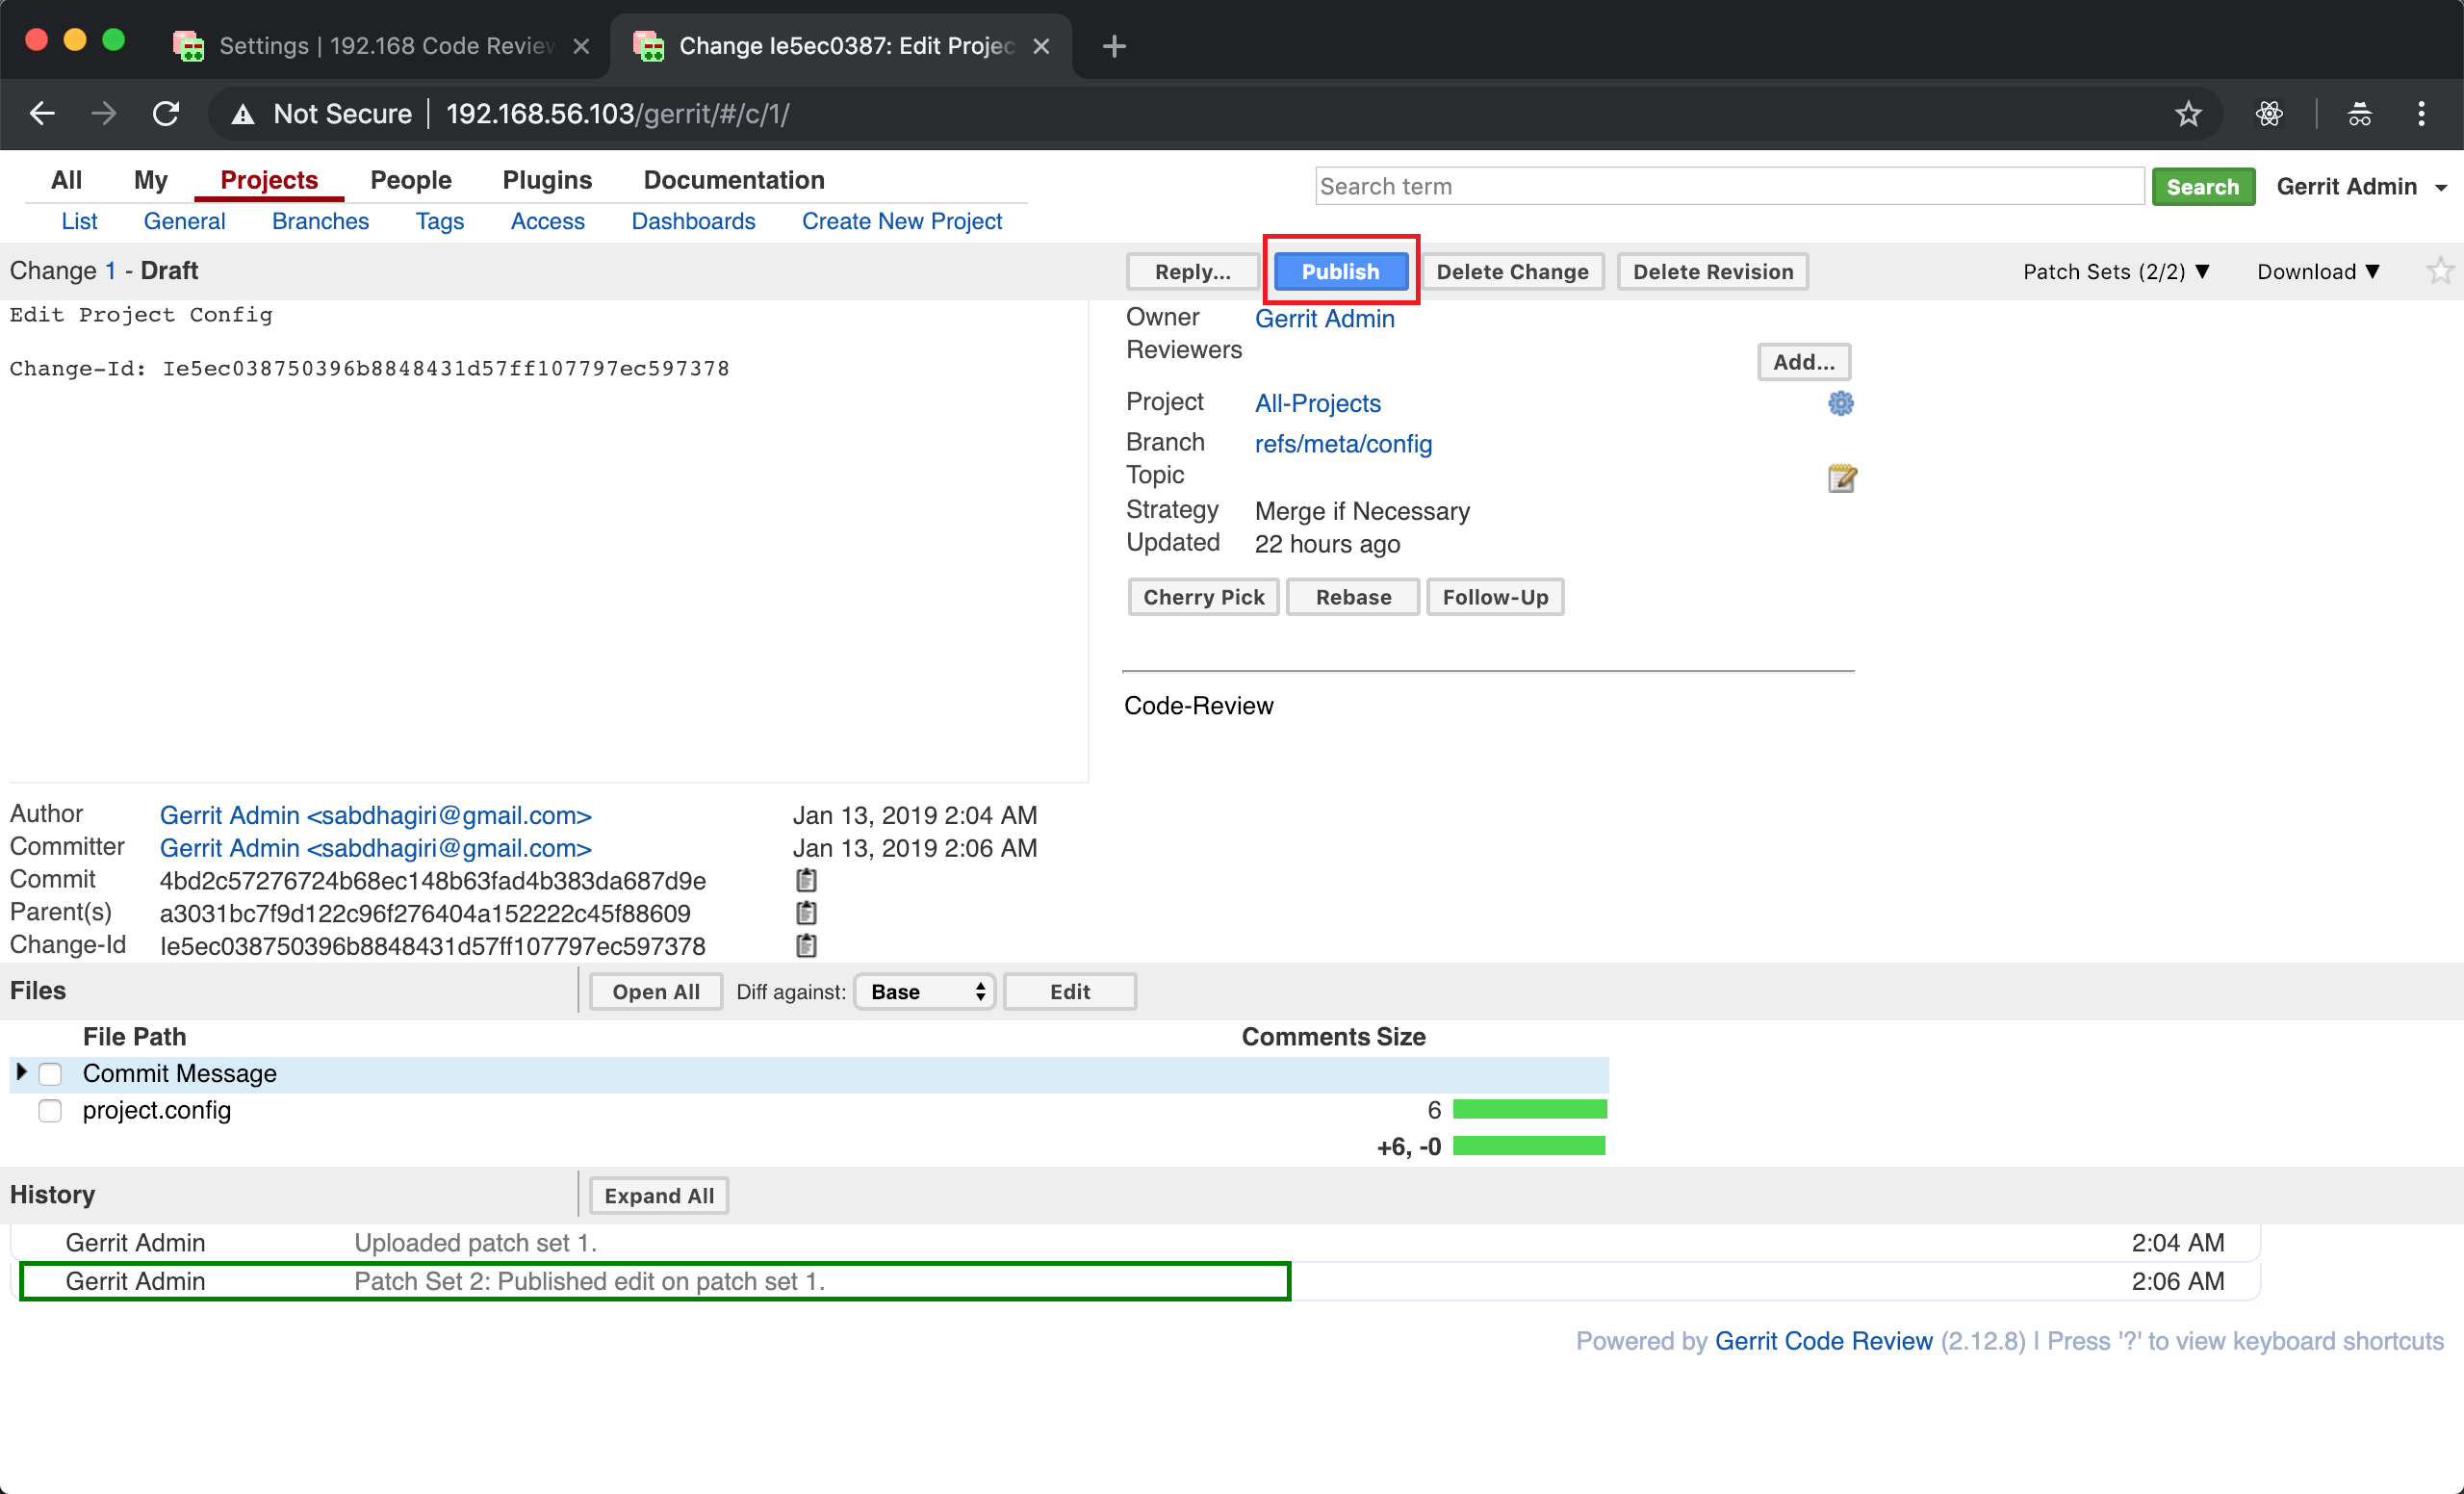 Settings | 192.168 Code Review
Change Ie5ec0387: Edit Projec
Not Secure 192.168.56.103/gerrit/#/c/1/
All My Projects People Plugins Documentation
Search term Search Gerrit Admin
List General Branches Tags Access Dashboards Create New Project
Change 1 - Draft Reply... Publish Delete Change Delete Revision Patch Sets (2/2) ▼ Download ▼
Edit Project Config
Change-Id: Ie5ec038750396b8848431d57ff107797ec597378
Owner Gerrit Admin
Reviewers Add...
Project All-Projects
Branch refs/meta/config
Topic
Strategy Merge if Necessary
Updated 22 hours ago
Cherry Pick Rebase Follow-Up
Code-Review
Author Gerrit Admin <sabdhagiri@gmail.com> Jan 13, 2019 2:04 AM
Committer Gerrit Admin <sabdhagiri@gmail.com> Jan 13, 2019 2:06 AM
Commit 4bd2c57276724b68ec148b63fad4b383da687d9e
Parent(s) a3031bc7f9d122c96f276404a152222c45f88609
Change-Id Ie5ec038750396b8848431d57ff107797ec597378
Files Open All Diff against: Base Edit
File Path Comments Size
Commit Message
project.config 6
+6, -0
History Expand All
Gerrit Admin Uploaded patch set 1. 2:04 AM
Gerrit Admin Patch Set 2: Published edit on patch set 1. 2:06 AM
Powered by Gerrit Code Review (2.12.8) | Press '?' to view keyboard shortcuts